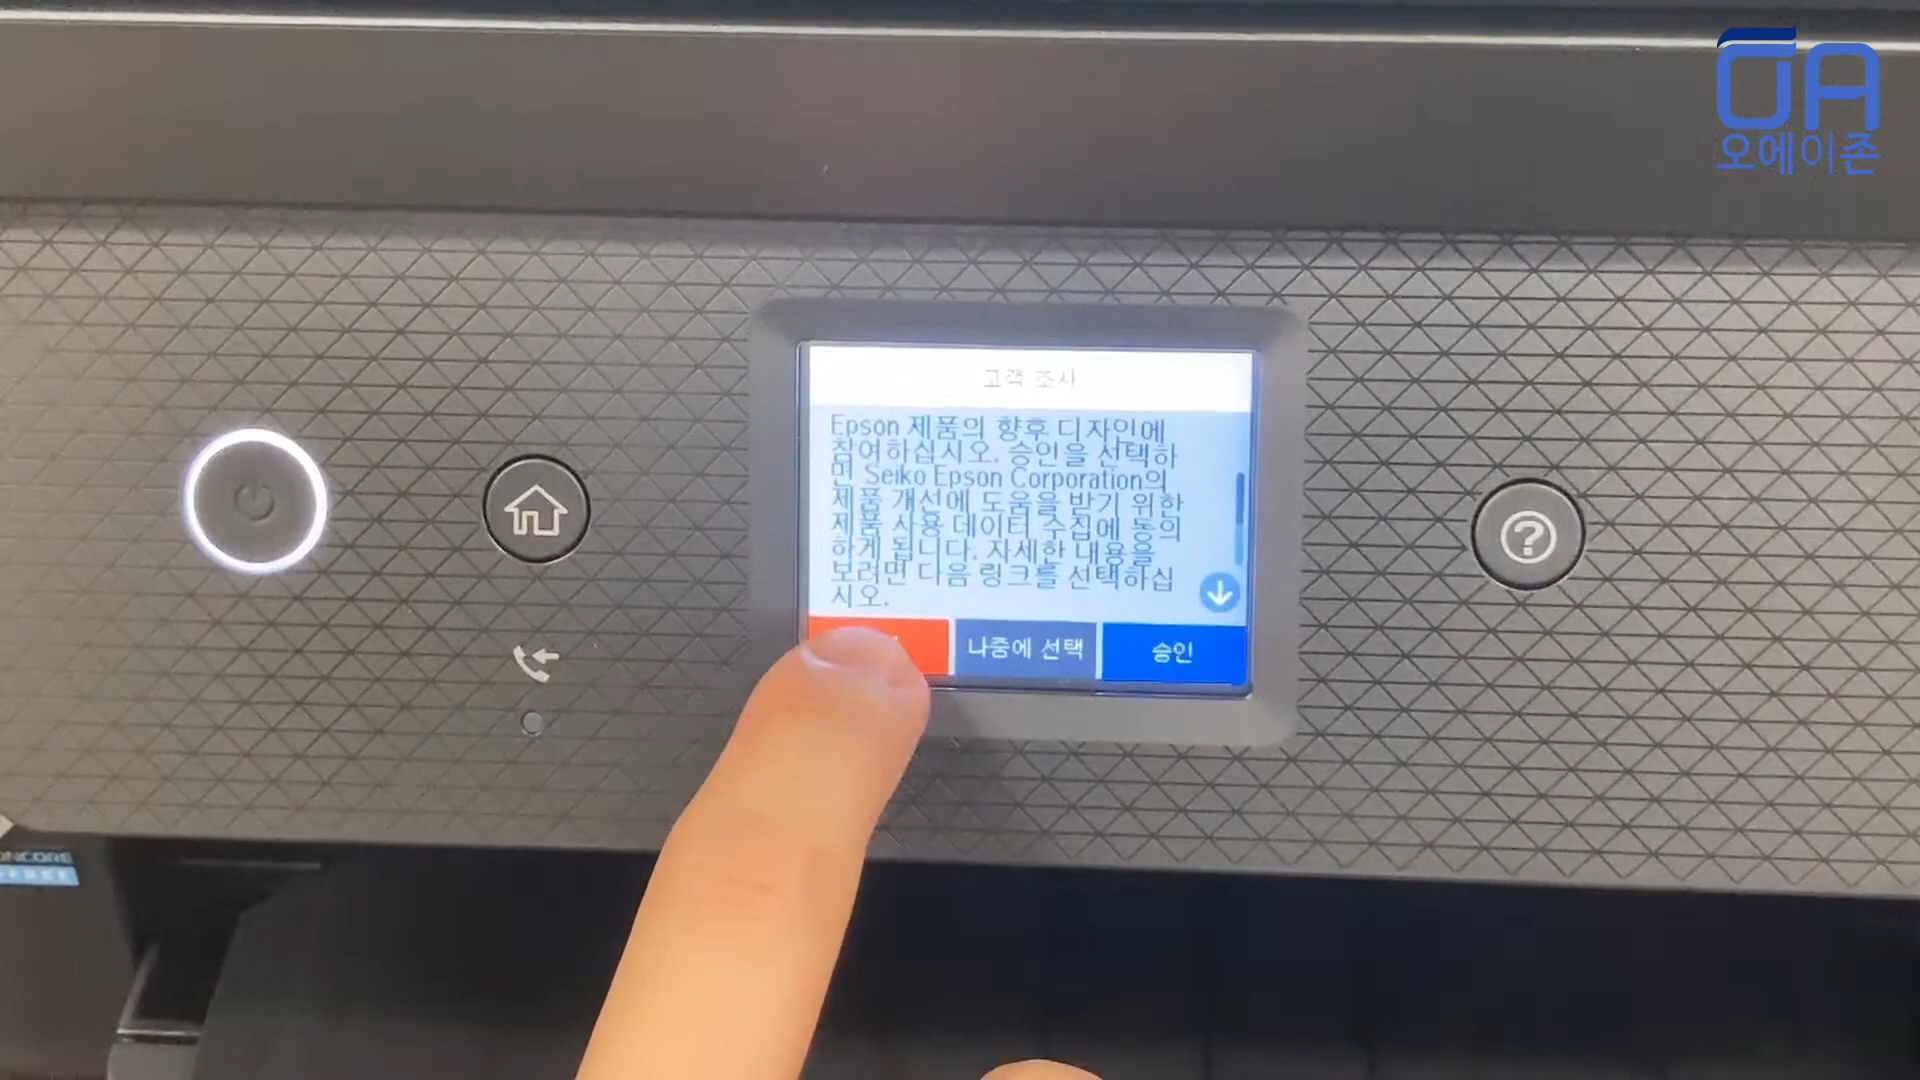 오에이존
고객 조사
Epson 제품의 향후 디자인에
참여하십시오. 승인을 선택하
면 Seiko Epson Corporation의
제품 개선에 도움을 받기 위한
제품 사용 데이터 수집에 동의
하게 됩니다. 자세한 내용을
보려면 다음 링크를 선택하십
시오.
나중에 선택
승인